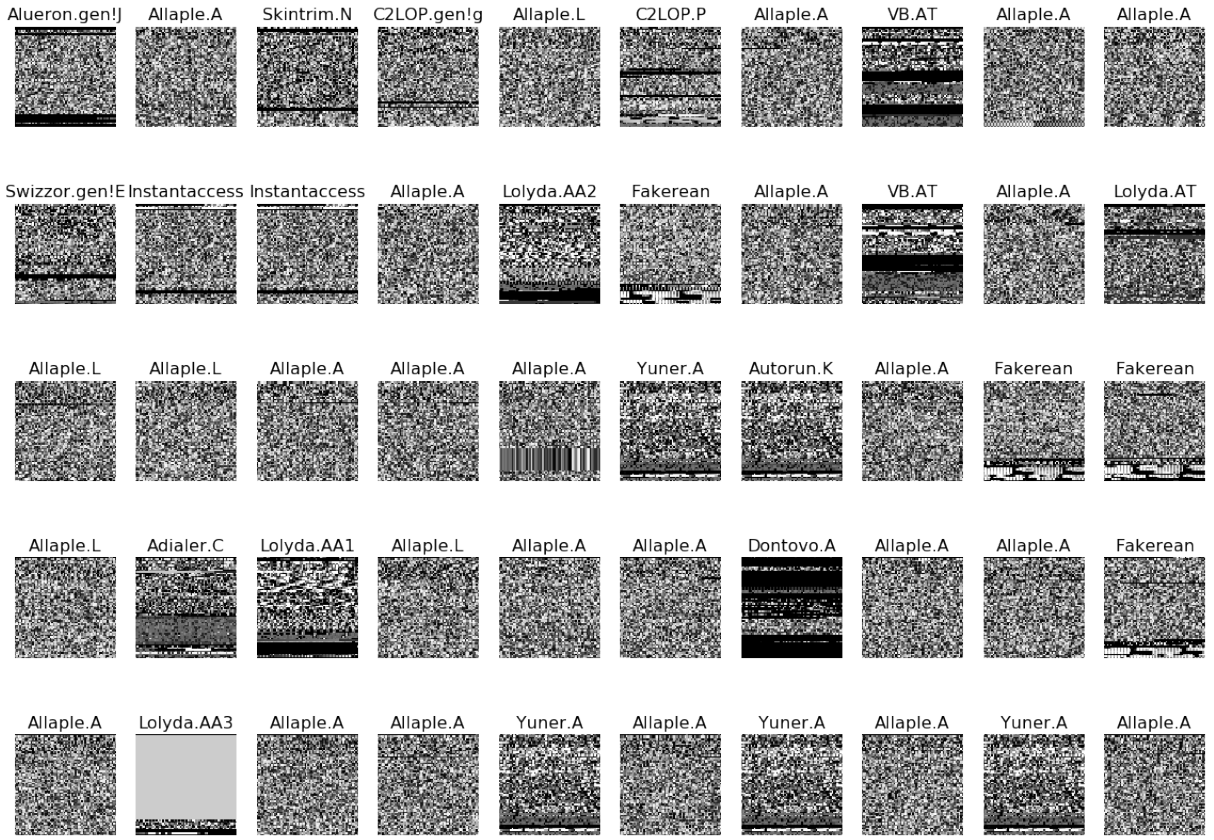 Alueron.gen!J Allaple.A Skintrim.N C2LOP.gen!g Allaple.L C2LOP.P Allaple.A VB.AT Allaple.A Allaple.A
Swizzor.gen!E Instantaccess Instantaccess Allaple.A Lolyda.AA2 Fakerean Allaple.A VB.AT Allaple.A Lolyda.AT
Allaple.L Allaple.L Allaple.A Allaple.A Allaple.A Yuner.A Autorun.K Allaple.A Fakerean Fakerean
Allaple.L Adialer.C Lolyda.AA1 Allaple.L Allaple.A Allaple.A Dontovo.A Allaple.A Allaple.A Fakerean
Allaple.A Lolyda.AA3 Allaple.A Allaple.A Yuner.A Allaple.A Yuner.A Allaple.A Yuner.A Allaple.A